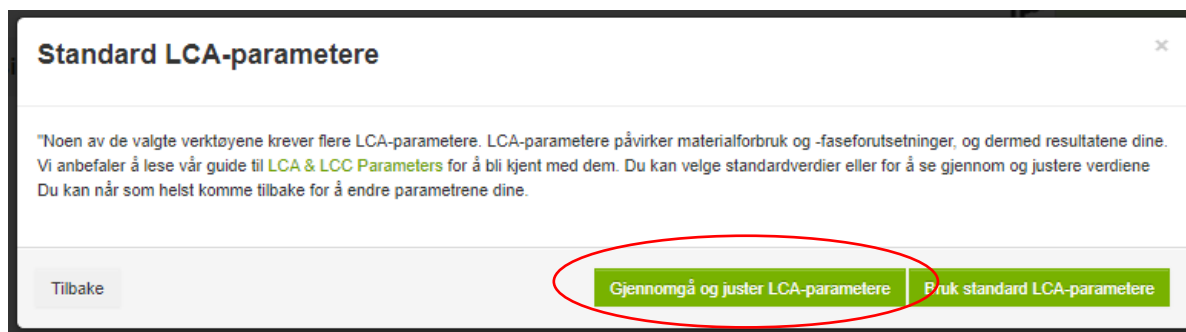 Standard LCA-parametere
×
"Noen av de valgte verktøyene krever flere LCA-parametere. LCA-parametere påvirker materialforbruk og -faseforutsetninger, og dermed resultatene dine.
Vi anbefaler å lese vår guide til LCA & LCC Parameters for å bli kjent med dem. Du kan velge standardverdier eller for å se gjennom og justere verdiene
Du kan når som helst komme tilbake for å endre parametrene dine.
Tilbake
Gjennomgå og juster LCA-parametere
Bruk standard LCA-parametere